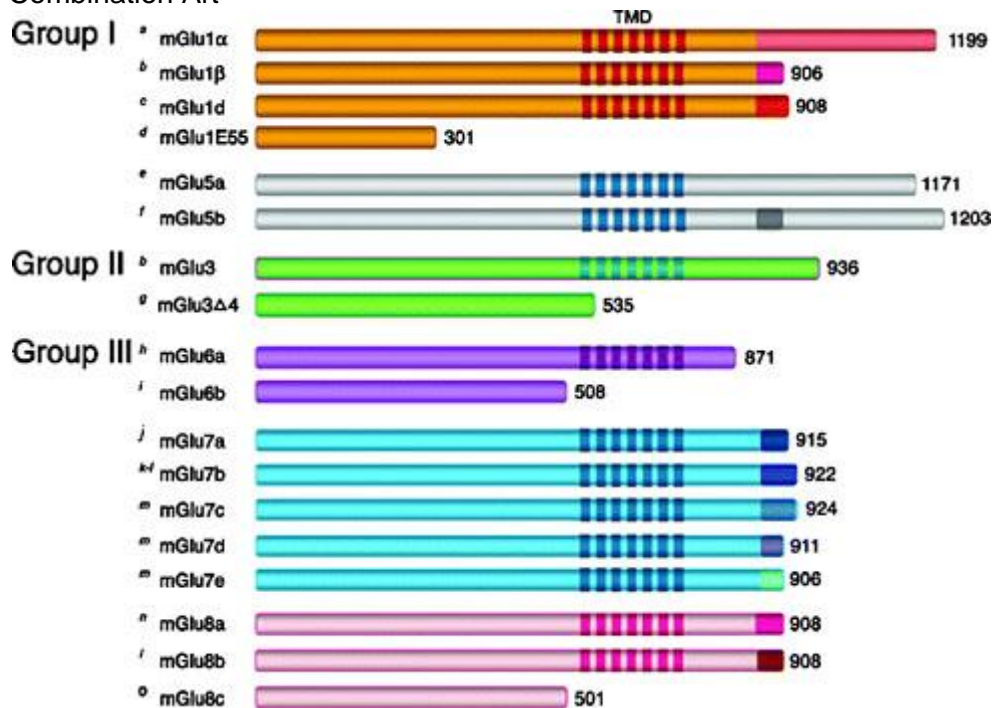 Combination Art
TMD
Group I a mGlu1α 1199
b mGlu1β 906
c mGlu1d 908
d mGlu1E55 301
e mGlu5a 1171
f mGlu5b 1203
Group II b mGlu3 936
g mGlu3Δ4 535
Group III h mGlu6a 871
i mGlu6b 508
j mGlu7a 915
k-l mGlu7b 922
m mGlu7c 924
m mGlu7d 911
m mGlu7e 906
n mGlu8a 908
mGlu8b 908
o mGlu8c 501